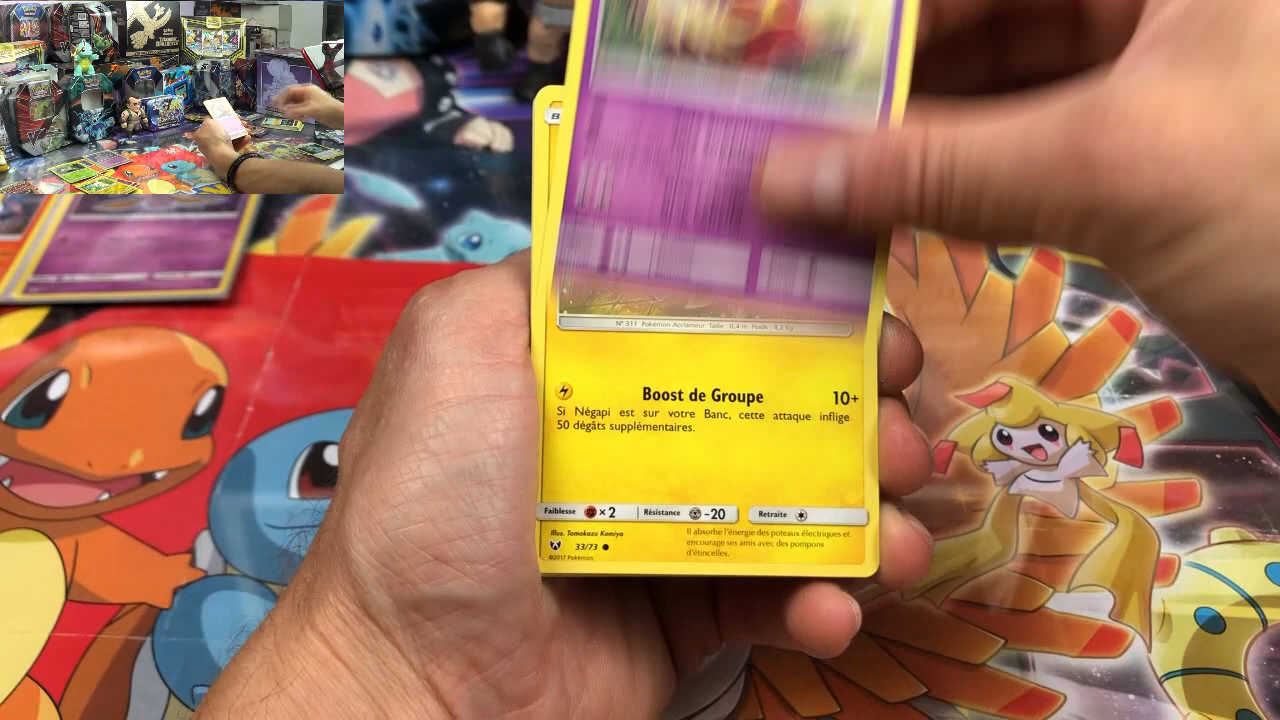 B
N° 311 Pokémon Acclameur Taille : 0,4 m Poids : 4,2 kg
Boost de Groupe 10+
Si Négapi est sur votre Banc, cette attaque inflige
50 dégâts supplémentaires.
Faiblesse ×2 Résistance -20 Retraite
Illus. Tomokazu Komiya
33/73
©2017 Pokémon
Il absorbe l'énergie des poteaux électriques et
encourage ses amis avec des pompons
d'étincelles.